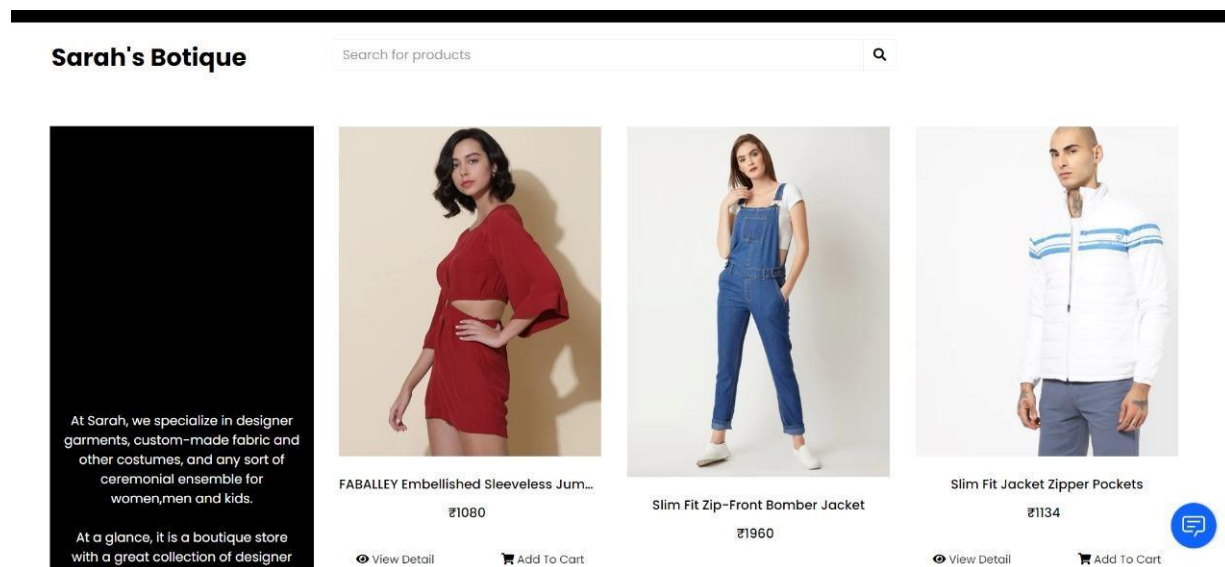 Sarah's Botique
Search for products
At Sarah, we specialize in designer
garments, custom-made fabric and
other costumes, and any sort of
ceremonial ensemble for
women,men and kids.
At a glance, it is a boutique store
with a great collection of designer
FABALLEY Embellished Sleeveless Jum...
₹1080
View Detail
Add To Cart
Slim Fit Zip-Front Bomber Jacket
₹1960
Slim Fit Jacket Zipper Pockets
₹1134
View Detail
Add To Cart